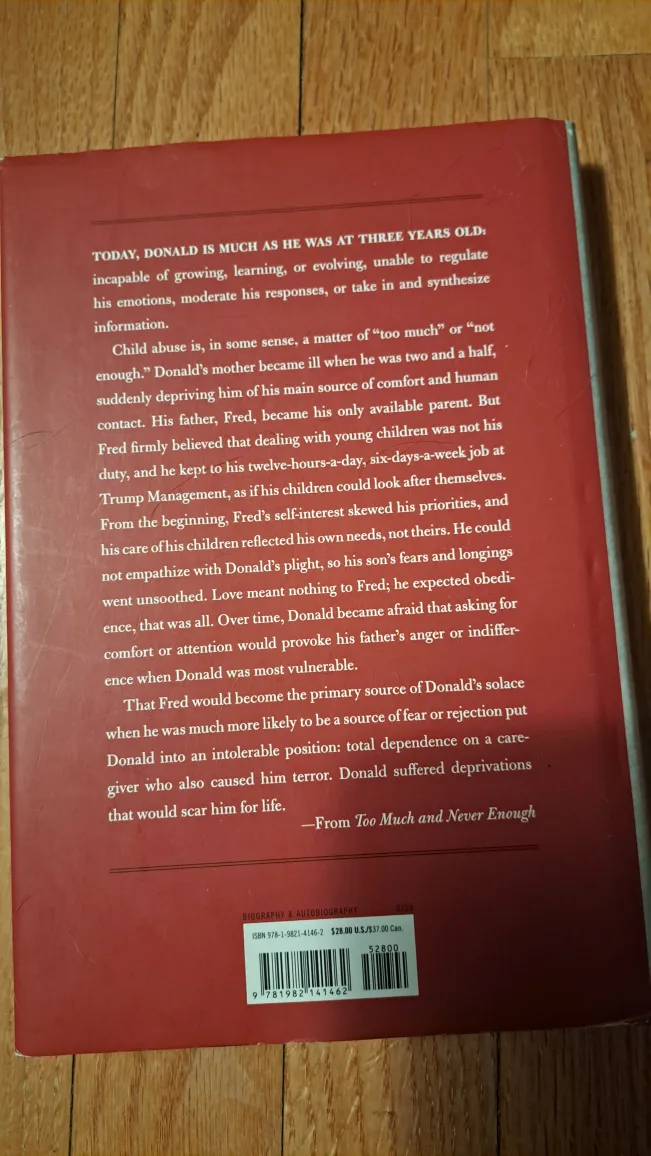 TODAY, DONALD IS MUCH AS HE WAS AT THREE YEARS OLD:
incapable of growing, learning, or evolving, unable to regulate
his emotions, moderate his responses, or take in and synthesize
information.
Child abuse is, in some sense, a matter of “too much” or “not
enough.” Donald’s mother became ill when he was two and a half,
suddenly depriving him of his main source of comfort and human
contact. His father, Fred, became his only available parent. But
Fred firmly believed that dealing with young children was not his
duty, and he kept to his twelve-hours-a-day, six-days-a-week job at
Trump Management, as if his children could look after themselves.
From the beginning, Fred’s self-interest skewed his priorities, and
his care of his children reflected his own needs, not theirs. He could
not empathize with Donald’s plight, so his son’s fears and longings
went unsoothed. Love meant nothing to Fred; he expected obedi-
ence, that was all. Over time, Donald became afraid that asking for
comfort or attention would provoke his father’s anger or indiffer-
ence when Donald was most vulnerable.
That Fred would become the primary source of Donald’s solace
when he was much more likely to be a source of fear or rejection put
Donald into an intolerable position: total dependence on a care-
giver who also caused him terror. Donald suffered deprivations
that would scar him for life.
—From Too Much and Never Enough
BIOGRAPHY & AUTOBIOGRAPHY
ISBN 978-1-9821-4146-2 $28.00 U.S./$37.00 Can.
52800
9 781982 141462